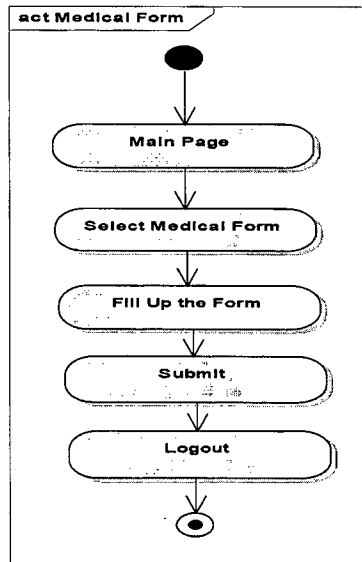 act Medical Form
Main Page
Select Medical Form
Fill Up the Form
Submit
Logout